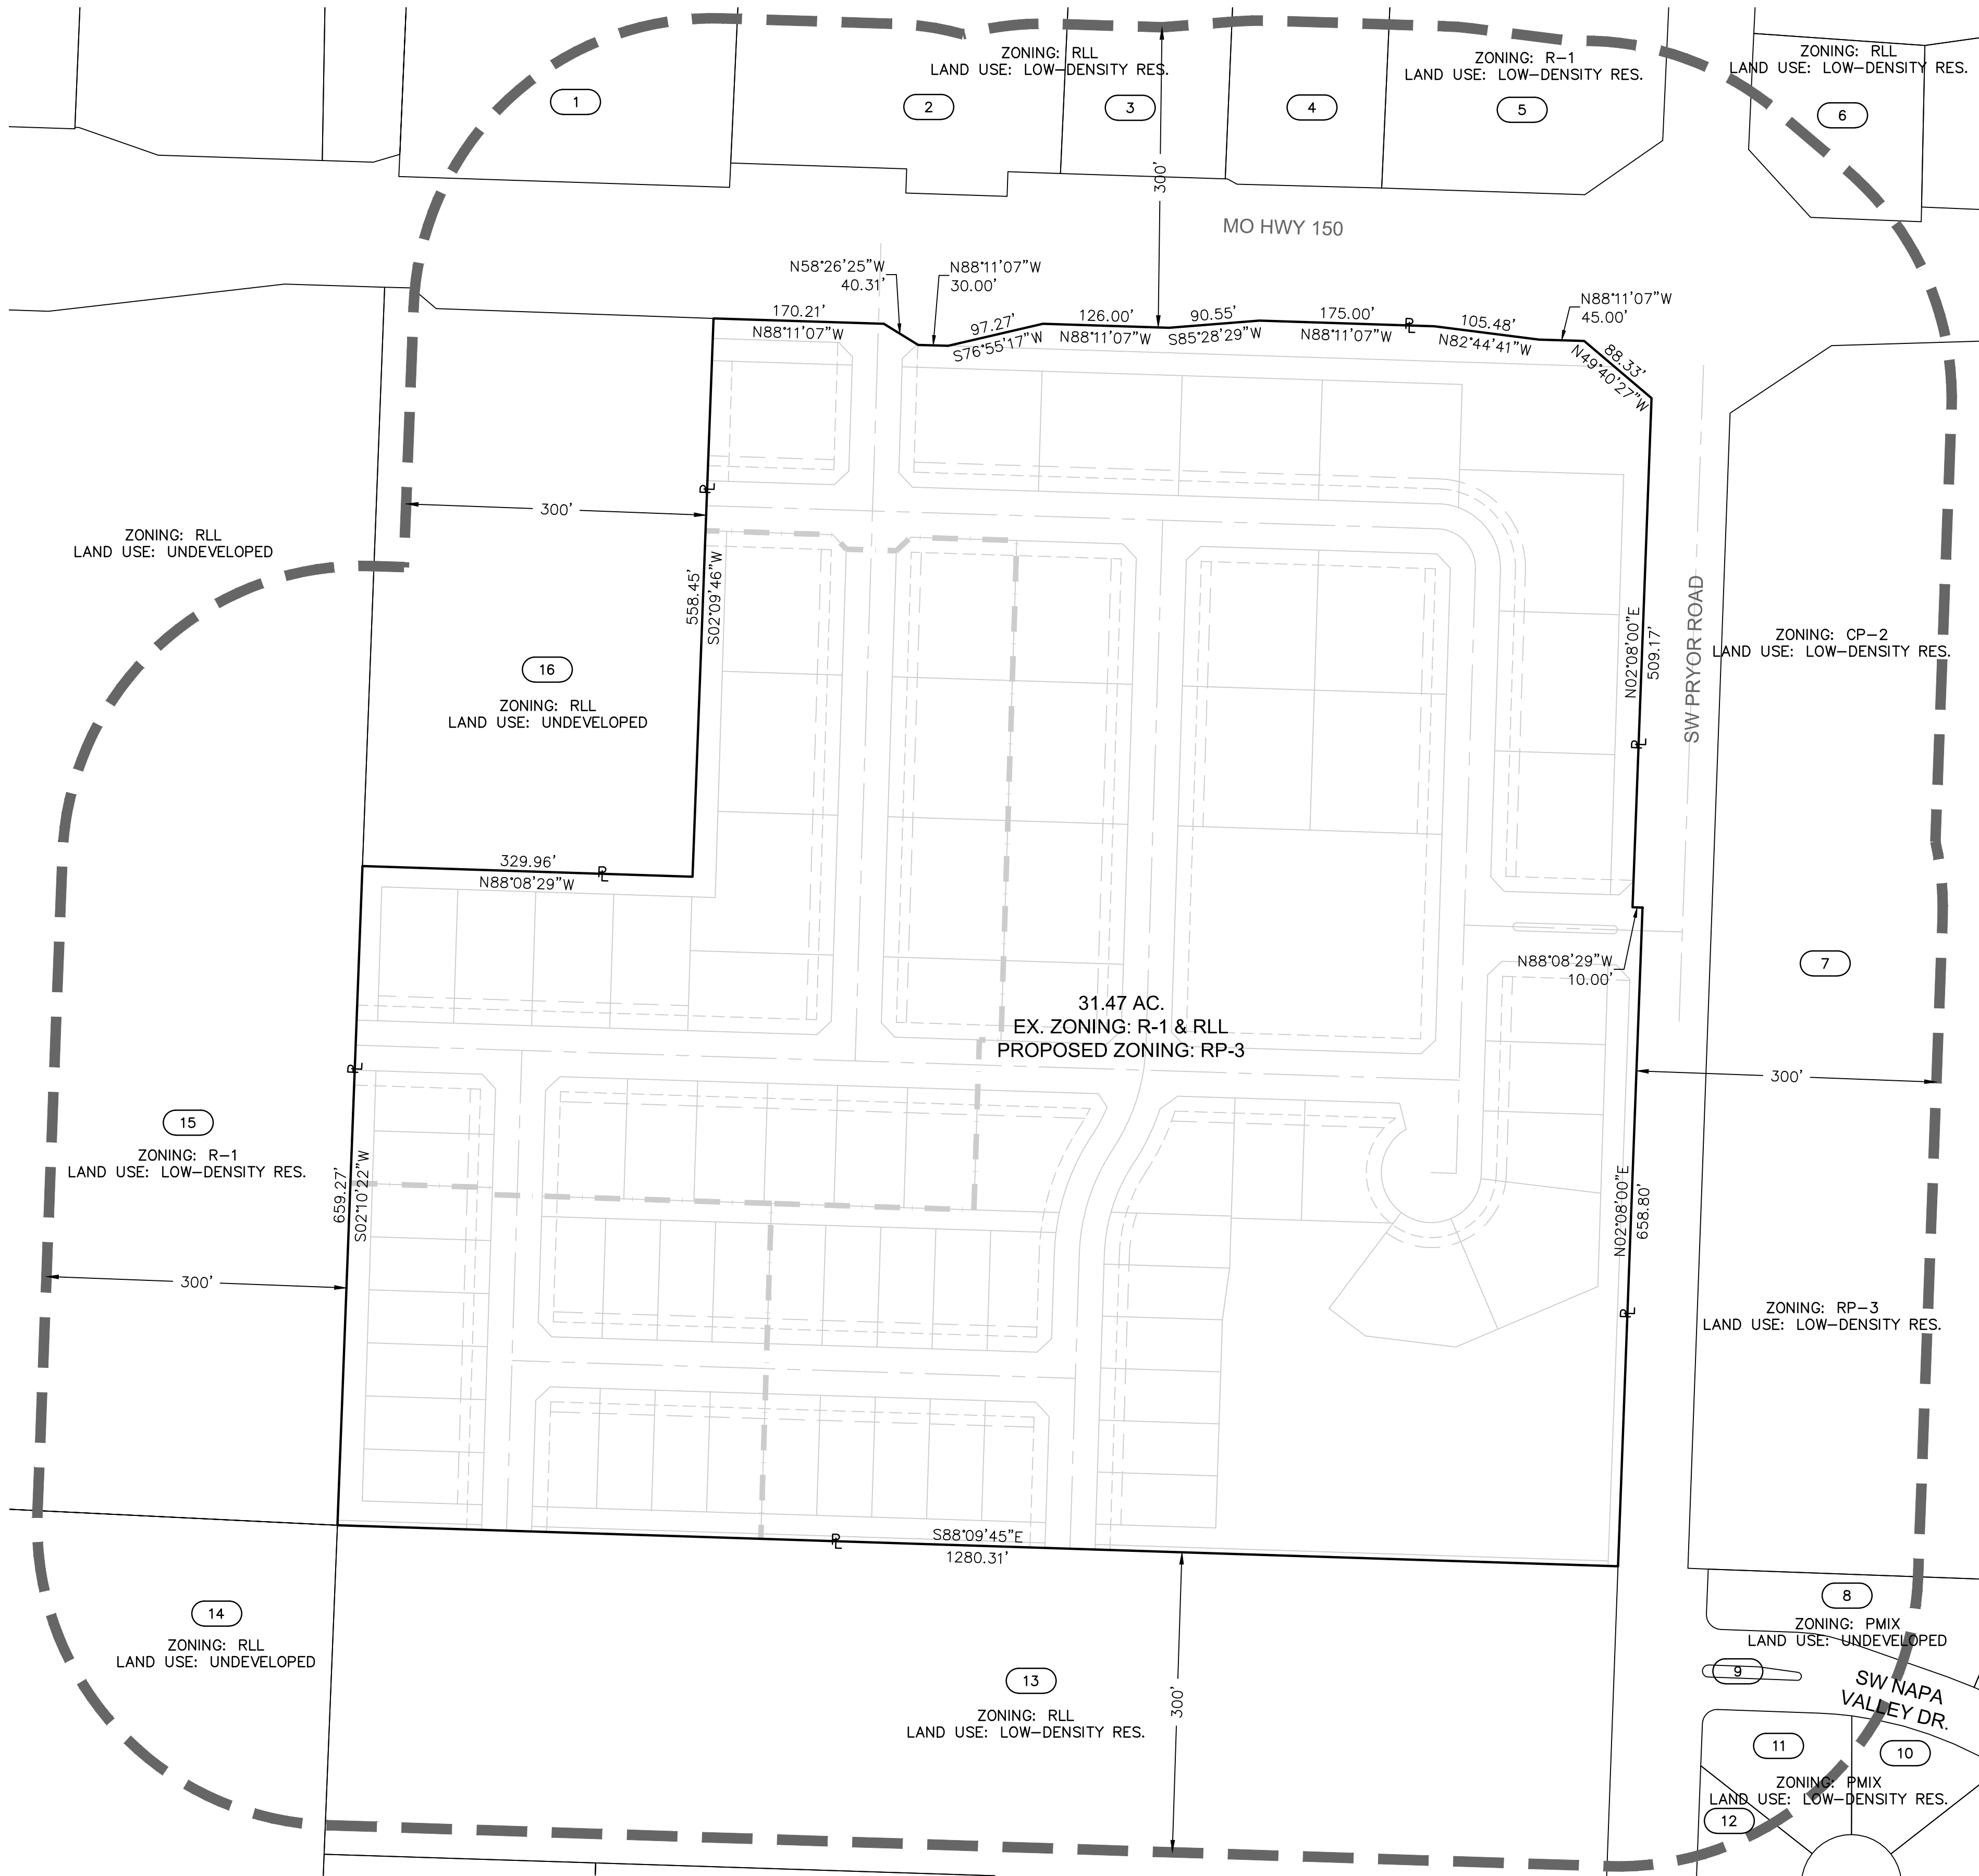 ZONING: RLL
LAND USE: LOW-DENSITY RES.
ZONING: R-1
LAND USE: LOW-DENSITY RES.
ZONING: RLL
LAND USE: LOW-DENSITY RES.
1
2
3
4
5
6
300'
MO HWY 150
N58°26'25"W
40.31'
N88°11'07"W
30.00'
N88°11'07"W
45.00'
170.21'
N88°11'07"W
97.27'
S76°55'17"W
126.00'
N88°11'07"W
90.55'
S85°28'29"W
175.00'
N88°11'07"W
PL
105.48'
N82°44'41"W
88.33'
N49°40'27"W
PL
300'
ZONING: RLL
LAND USE: UNDEVELOPED
558.45'
S02°09'46"W
16
ZONING: RLL
LAND USE: UNDEVELOPED
N02°08'00"E
509.17'
PL
SW PRYOR ROAD
ZONING: CP-2
LAND USE: LOW-DENSITY RES.
329.96'
PL
N88°08'29"W
N88°08'29"W
10.00'
7
31.47 AC.
EX. ZONING: R-1 & RLL
PROPOSED ZONING: RP-3
PL
300'
15
ZONING: R-1
LAND USE: LOW-DENSITY RES.
659.27'
S02°10'22"W
N02°08'00"E
658.80'
300'
PL
ZONING: RP-3
LAND USE: LOW-DENSITY RES.
S88°09'45"E
PL
1280.31'
14
ZONING: RLL
LAND USE: UNDEVELOPED
8
ZONING: PMIX
LAND USE: UNDEVELOPED
9
SW NAPA
VALLEY DR.
13
ZONING: RLL
LAND USE: LOW-DENSITY RES.
300'
11
10
ZONING: PMIX
LAND USE: LOW-DENSITY RES.
12